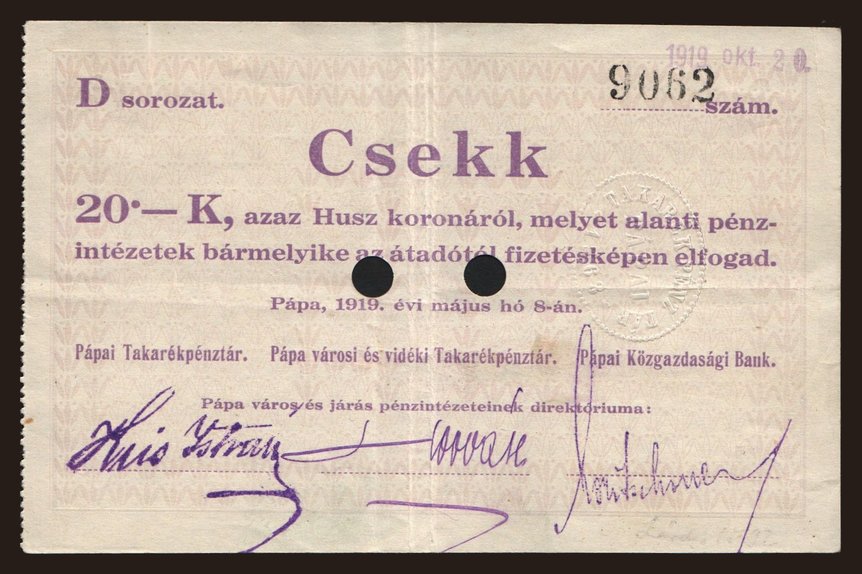 1919 okt. 20.
D sorozat.
9062 szám.
Csekk
20·— K, azaz Husz koronáról, melyet alanti pénz-
intézetek bármelyike az átadótól fizetésképen elfogad.
Pápa, 1919. évi május hó 8-án.
Pápai Takarékpénztár. Pápa városi és vidéki Takarékpénztár. Pápai Közgazdasági Bank.
Pápa város és járás pénzintézeteinek direktóriuma:
Kis István